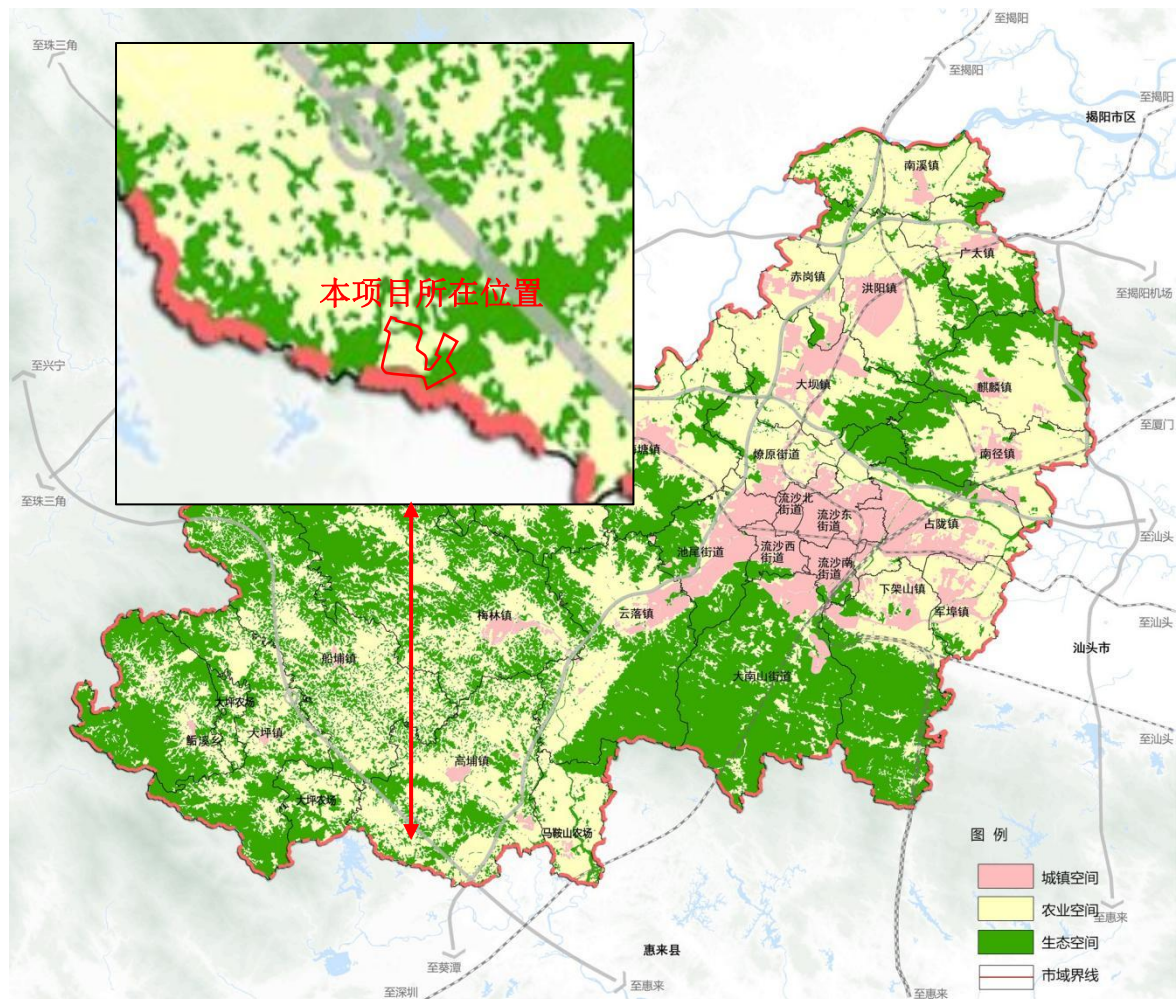 至揭阳
至珠三角
至揭阳
至揭阳
揭阳市区
南溪镇
广太镇
赤岗镇
洪阳镇
至揭阳机场
本项目所在位置
至兴宁
大坝镇
麒麟镇
至厦门
燎原街道
南径镇
至珠三角
流沙北
街道
流沙东
街道
占陇镇
至汕头
池尾街道
流沙西
街道
流沙南
街道
下架山镇
梅林镇
云落镇
军埠镇
至汕头
汕头市
船埔镇
大南山街道
大坪农场
鲘溪乡
大坪镇
至汕头
高埔镇
大坪农场
马鞍山农场
图 例
城镇空间
农业空间
生态空间
市域界线
至惠来
惠来县
至葵潭
至深圳
至惠来
至惠来